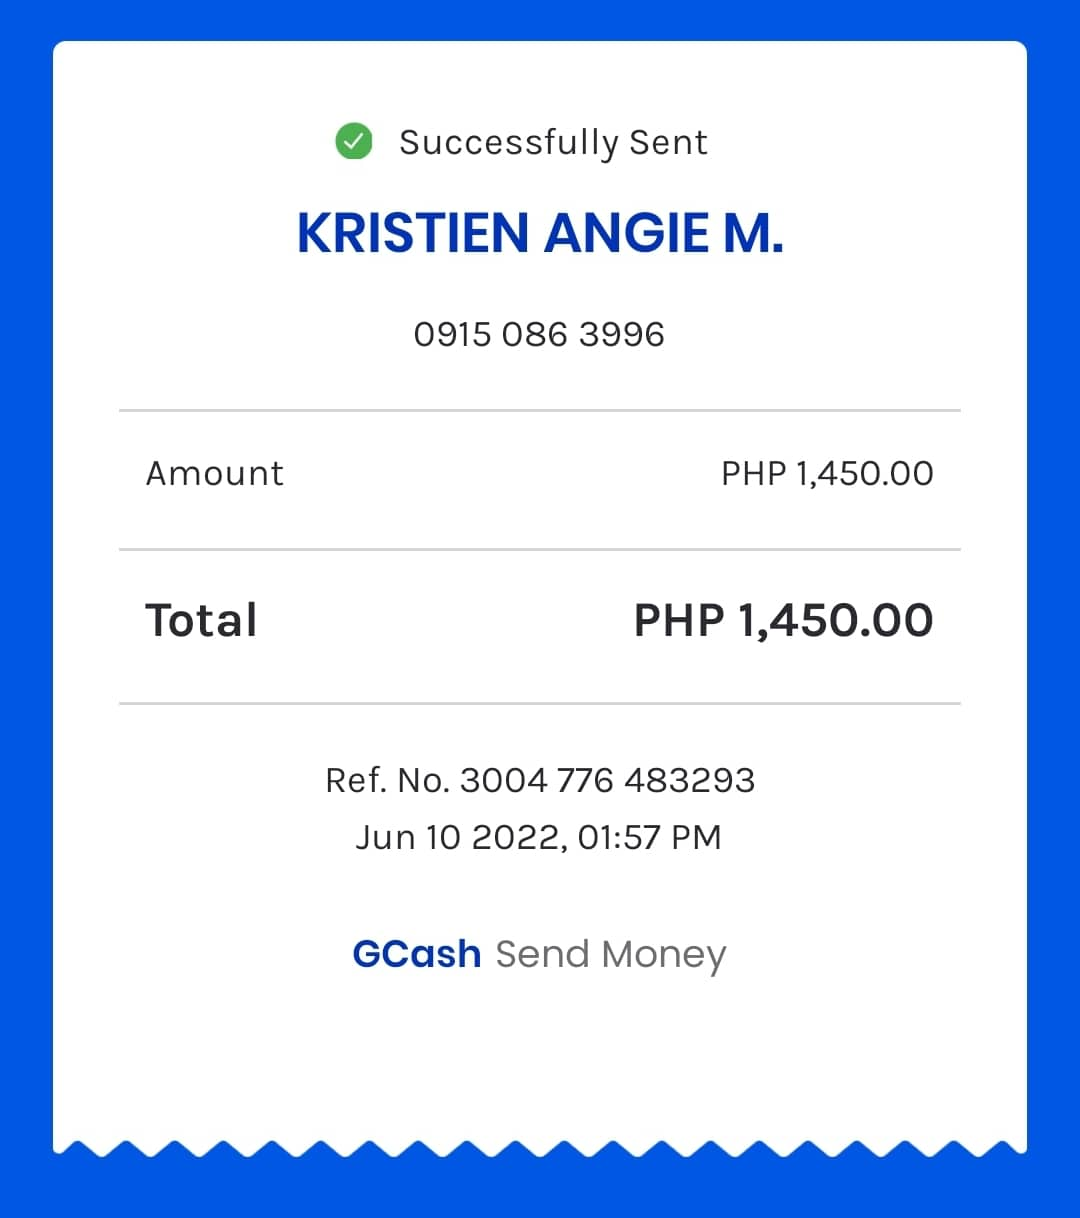 Successfully Sent
KRISTIEN ANGIE M.
0915 086 3996
Amount PHP 1,450.00
Total PHP 1,450.00
Ref. No. 3004 776 483293
Jun 10 2022, 01:57 PM
GCash Send Money